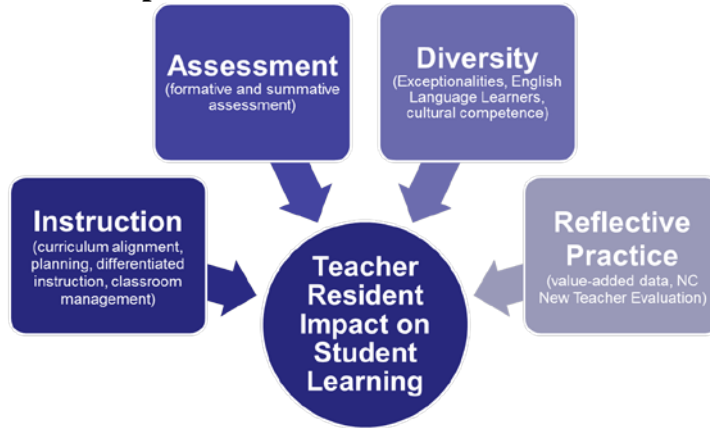 Assessment
(formative and summative
assessment)
Diversity
(Exceptionalities, English
Language Learners,
cultural competence)
Instruction
(curriculum alignment,
planning, differentiated
instruction, classroom
management)
Reflective
Practice
(value-added data, NC
New Teacher Evaluation)
Teacher
Resident
Impact on
Student
Learning